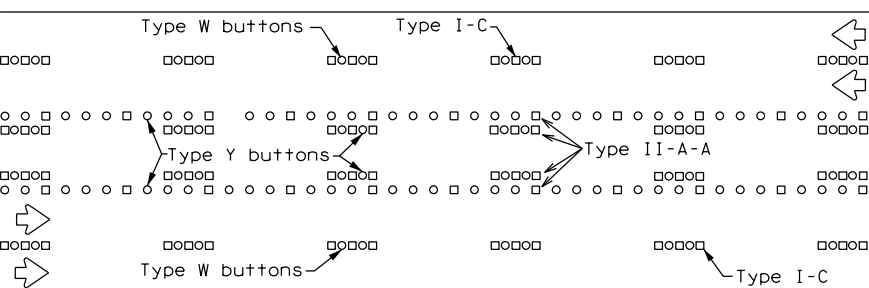 Type W buttons
Type I-C
Type Y buttons
Type II-A-A
Type W buttons
Type I-C